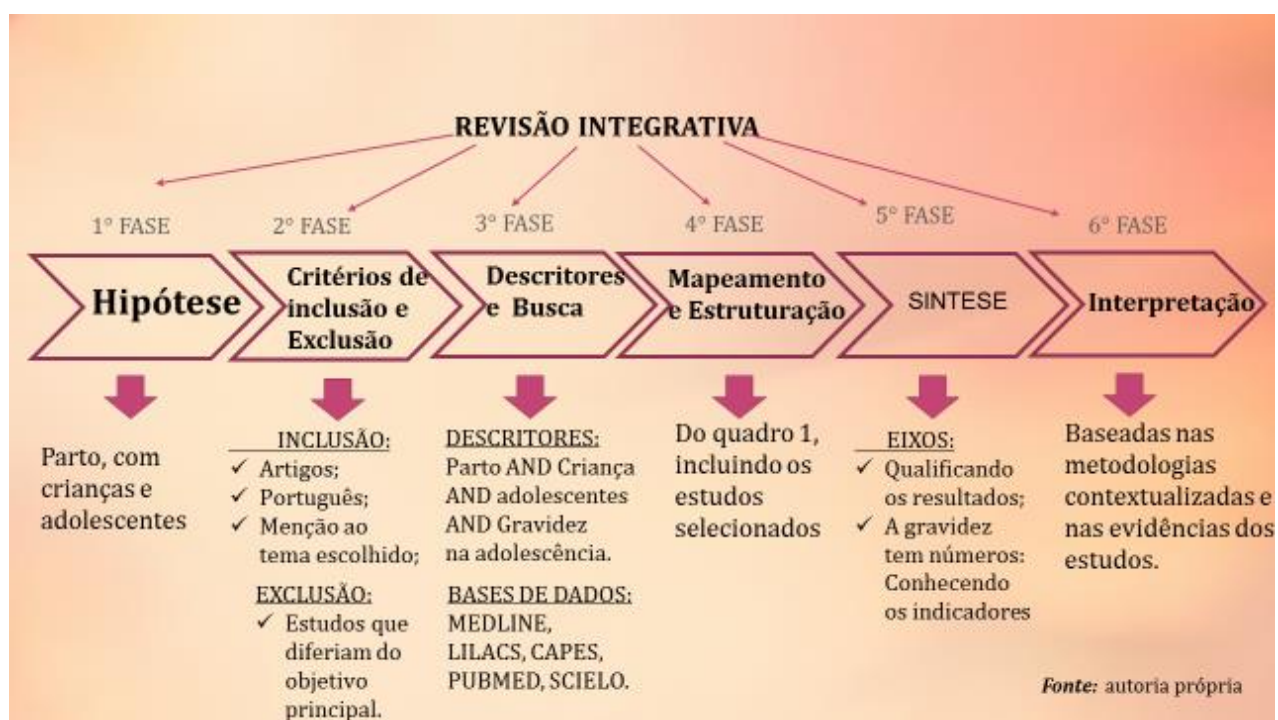 REVISÃO INTEGRATIVA
1° FASE
Hipótese
Parto, com
crianças e
adolescentes
2° FASE
Critérios de
inclusão e
Exclusão
INCLUSÃO:
✓ Artigos;
✓ Português;
✓ Menção ao
tema escolhido;
EXCLUSÃO:
✓ Estudos que
diferiam do
objetivo
principal.
3° FASE
Descritores
e Busca
DESCRITORES:
Parto AND Criança
AND adolescentes
AND Gravidez
na adolescência.
BASES DE DADOS:
MEDLINE,
LILACS, CAPES,
PUBMED, SCIELO.
4° FASE
Mapeamento
e Estruturação
Do quadro 1,
incluindo os
estudos
selecionados
5° FASE
SINTESE
EIXOS:
✓ Qualificando
os resultados;
✓ A gravidez
tem números:
Conhecendo
os indicadores
6° FASE
Interpretação
Baseadas nas
metodologias
contextualizadas e
nas evidências dos
estudos.
Fonte: autoria própria